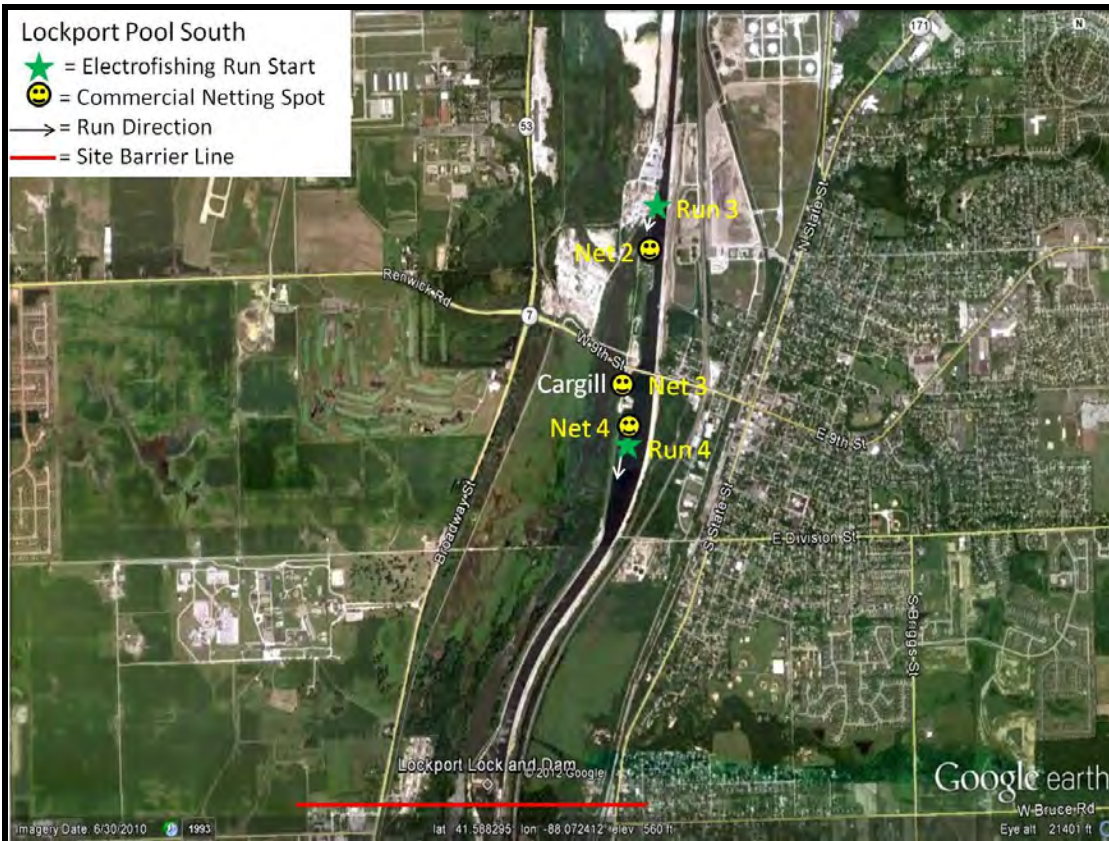 Lockport Pool South
= Electrofishing Run Start
= Commercial Netting Spot
= Run Direction
= Site Barrier Line
171
N
53
Run 3
N State St
Net 2
Renwick Rd
7
W 9th St
Cargill
Net 3
Net 4
Run 4
E 9th St
Broadway St
S State St
E Division St
S Briggs St
Lockport Lock and Dam
© 2012 Google
Google earth
W Bruce Rd
Imagery Date: 6/30/2010 1993 lat 41.588295° lon -88.072412° elev 560 ft Eye alt 21401 ft